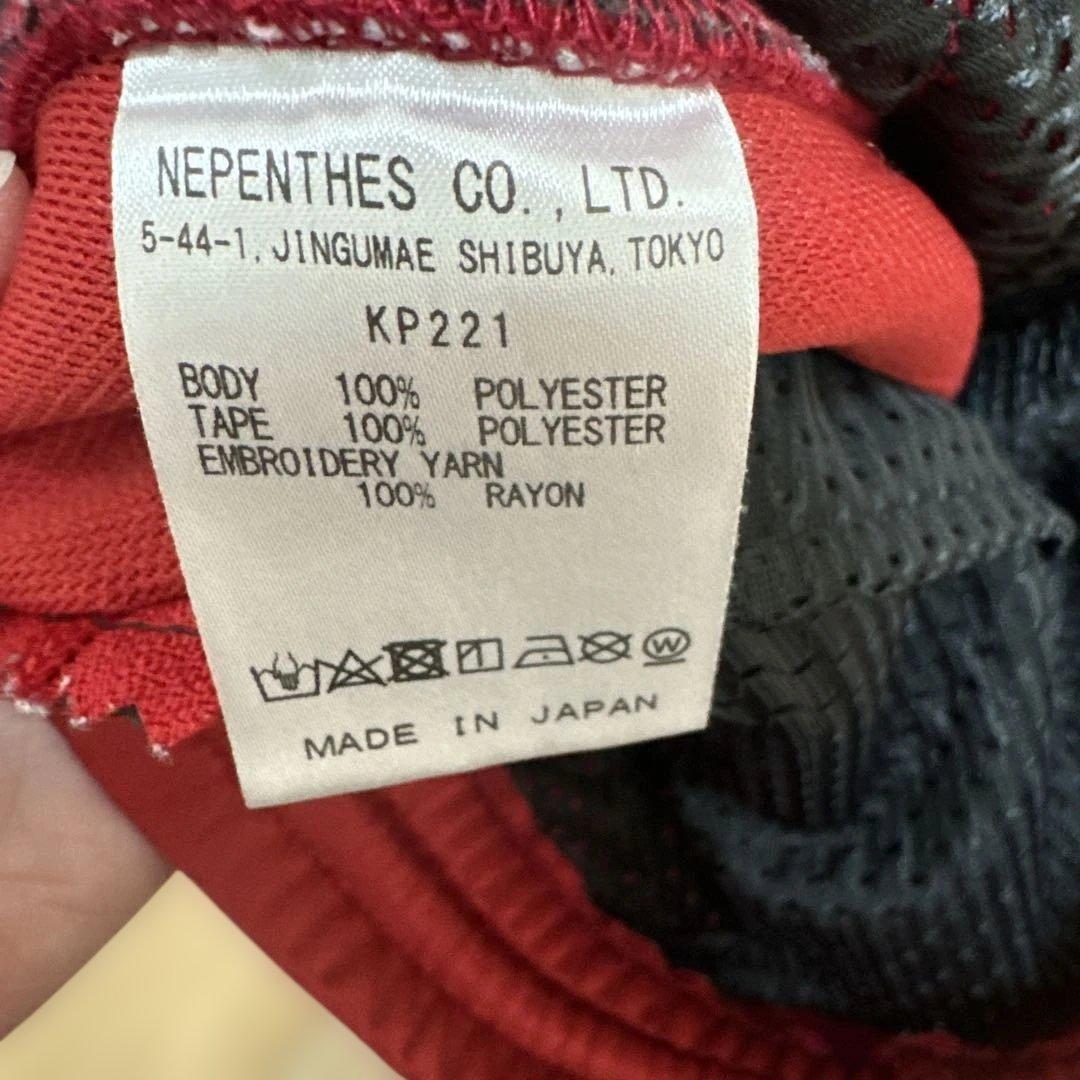 NEPENTHES CO., LTD.
5-44-1, JINGUMAE SHIBUYA, TOKYO
KP221
BODY 100% POLYESTER
TAPE 100% POLYESTER
EMBROIDERY YARN
100% RAYON
W
MADE IN JAPAN